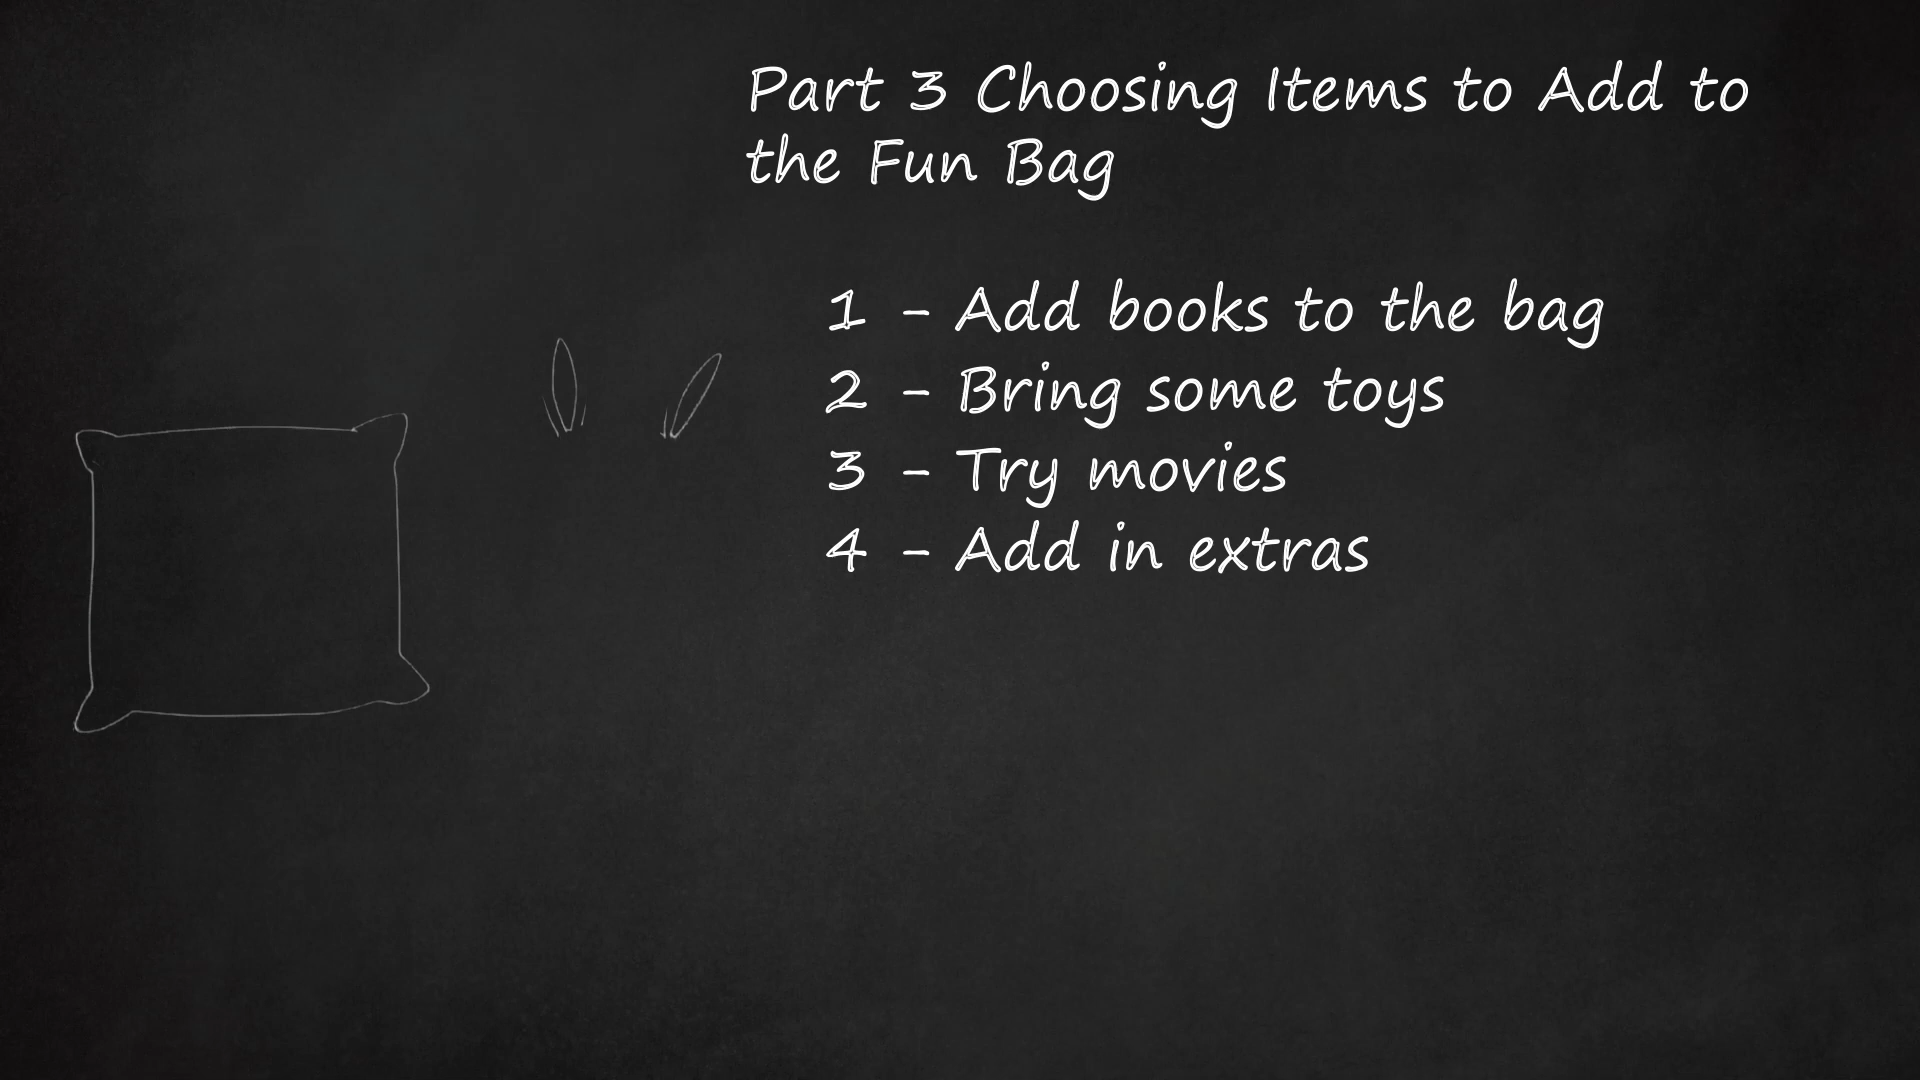 Part 3 Choosing Items to Add to
the Fun Bag
1 - Add books to the bag
2 - Bring some toys
3 - Try movies
4 - Add in extras